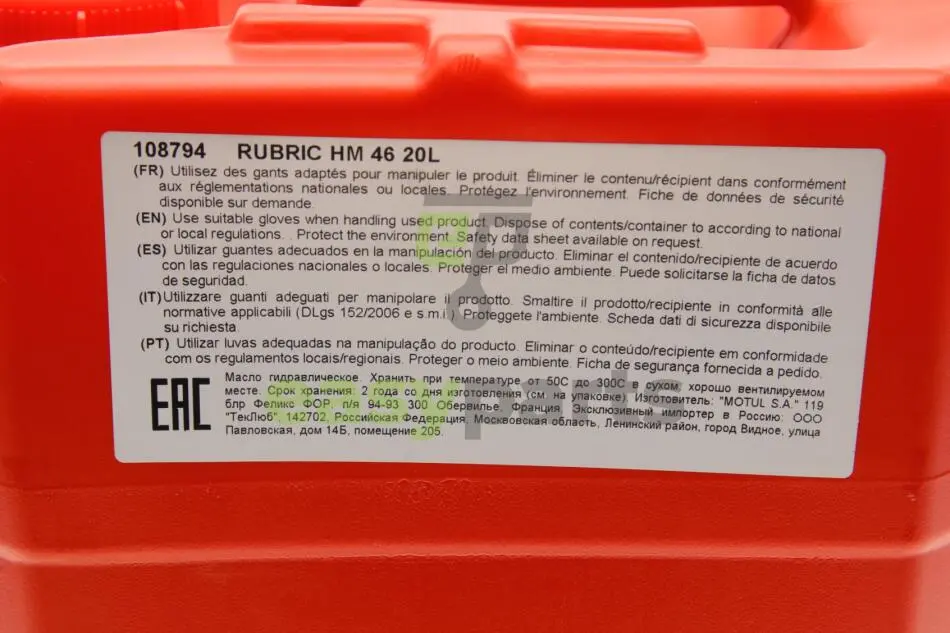 108794 RUBRIC HM 46 20L
(FR) Utilisez des gants adaptés pour manipuler le produit. Éliminer le contenu/récipient dans conformément
aux réglementations nationales ou locales. Protégez l'environnement. Fiche de données de sécurité
disponible sur demande.
(EN) Use suitable gloves when handling used product. Dispose of contents/container to according to national
or local regulations. . Protect the environment. Safety data sheet available on request.
(ES) Utilizar guantes adecuados en la manipulación del producto. Eliminar el contenido/recipiente de acuerdo
con las regulaciones nacionales o locales. Proteger el medio ambiente. Puede solicitarse la ficha de datos
de seguridad.
(IT) Utilizzare guanti adeguati per manipolare il prodotto. Smaltire il prodotto/recipiente in conformità alle
normative applicabili (DLgs 152/2006 e s.m.i.). Proteggete l'ambiente. Scheda dati di sicurezza disponibile
su richiesta.
(PT) Utilizar luvas adequadas na manipulação do produto. Eliminar o conteúdo/recipiente em conformidade
com os regulamentos locais/regionais. Proteger o meio ambiente. Ficha de segurança fornecida a pedido.
EAC
Масло гидравлическое. Хранить при температуре от 50С до 300С в сухом, хорошо вентилируемом
месте. Срок хранения: 2 года со дня изготовления (см. на упаковке). Изготовитель: "MOTUL S.A." 119
блр Феликс ФОР, п/я 94-93 300 Обервилье, Франция. Эксклюзивный импортер в Россию: ООО
"ТекЛюб", 142702, Российская Федерация, Москвовская область, Ленинский район, город Видное, улица
Павловская, дом 14Б, помещение 205.